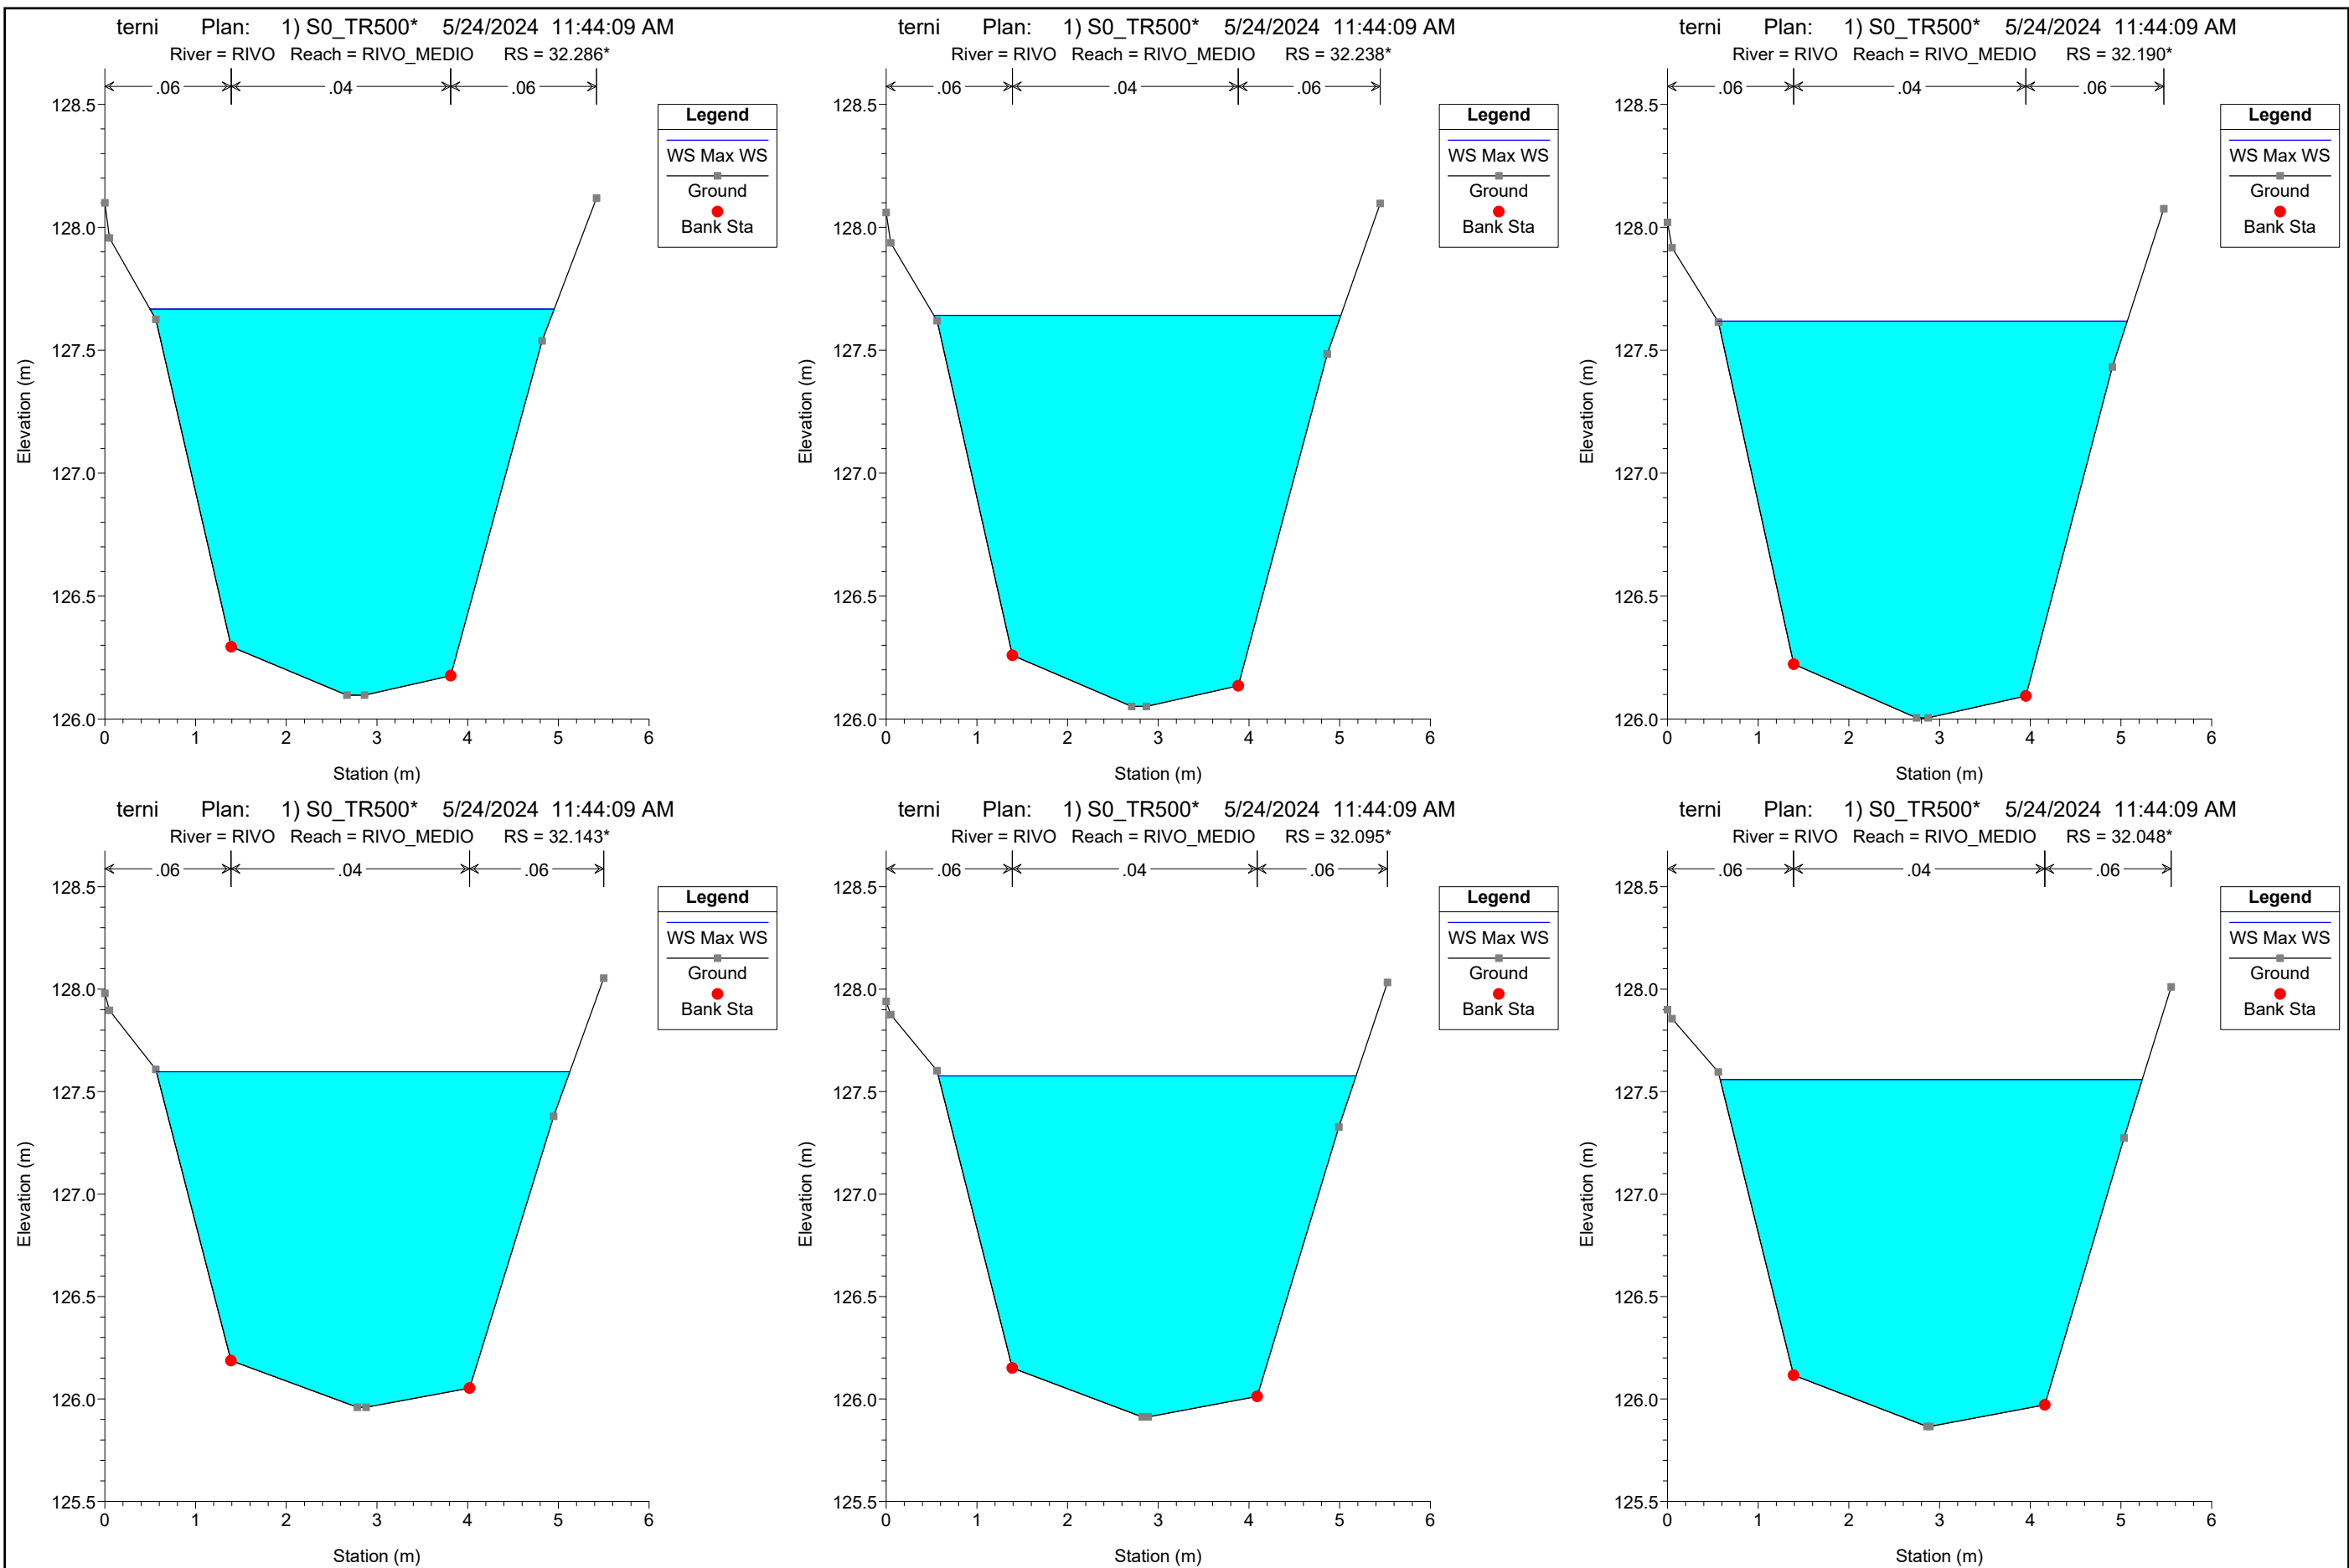 terni Plan: 1) S0_TR500* 5/24/2024 11:44:09 AM
River = RIVO Reach = RIVO_MEDIO RS = 32.286*
.06 .04 .06
128.5
128.0
127.5
127.0
126.5
126.0
0 1 2 3 4 5 6
Station (m)
Elevation (m)
Legend
WS Max WS
Ground
Bank Sta
terni Plan: 1) S0_TR500* 5/24/2024 11:44:09 AM
River = RIVO Reach = RIVO_MEDIO RS = 32.238*
.06 .04 .06
128.5
128.0
127.5
127.0
126.5
126.0
0 1 2 3 4 5 6
Station (m)
Elevation (m)
Legend
WS Max WS
Ground
Bank Sta
terni Plan: 1) S0_TR500* 5/24/2024 11:44:09 AM
River = RIVO Reach = RIVO_MEDIO RS = 32.190*
.06 .04 .06
128.5
128.0
127.5
127.0
126.5
126.0
0 1 2 3 4 5 6
Station (m)
Elevation (m)
Legend
WS Max WS
Ground
Bank Sta
terni Plan: 1) S0_TR500* 5/24/2024 11:44:09 AM
River = RIVO Reach = RIVO_MEDIO RS = 32.143*
.06 .04 .06
128.5
128.0
127.5
127.0
126.5
126.0
125.5
0 1 2 3 4 5 6
Station (m)
Elevation (m)
Legend
WS Max WS
Ground
Bank Sta
terni Plan: 1) S0_TR500* 5/24/2024 11:44:09 AM
River = RIVO Reach = RIVO_MEDIO RS = 32.095*
.06 .04 .06
128.5
128.0
127.5
127.0
126.5
126.0
125.5
0 1 2 3 4 5 6
Station (m)
Elevation (m)
Legend
WS Max WS
Ground
Bank Sta
terni Plan: 1) S0_TR500* 5/24/2024 11:44:09 AM
River = RIVO Reach = RIVO_MEDIO RS = 32.048*
.06 .04 .06
128.5
128.0
127.5
127.0
126.5
126.0
125.5
0 1 2 3 4 5 6
Station (m)
Elevation (m)
Legend
WS Max WS
Ground
Bank Sta